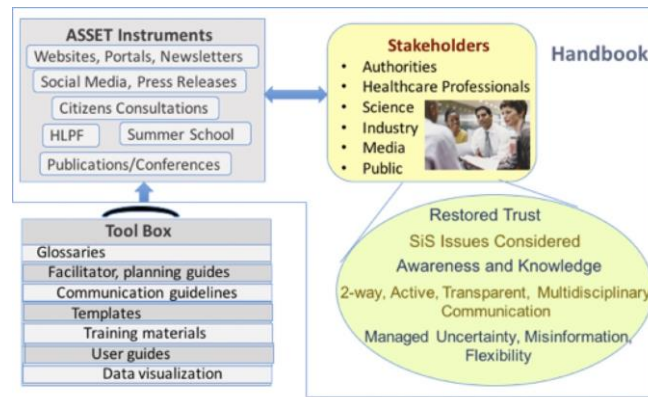 ASSET Instruments
Websites, Portals, Newsletters
Social Media, Press Releases
Citizens Consultations
HLPF
Summer School
Publications/Conferences
Stakeholders
• Authorities
• Healthcare Professionals
• Science
• Industry
• Media
• Public
Handbook
Tool Box
Glossaries
Facilitator, planning guides
Communication guidelines
Templates
Training materials
User guides
Data visualization
Restored Trust
SiS Issues Considered
Awareness and Knowledge
2-way, Active, Transparent, Multidisciplinary
Communication
Managed Uncertainty, Misinformation,
Flexibility